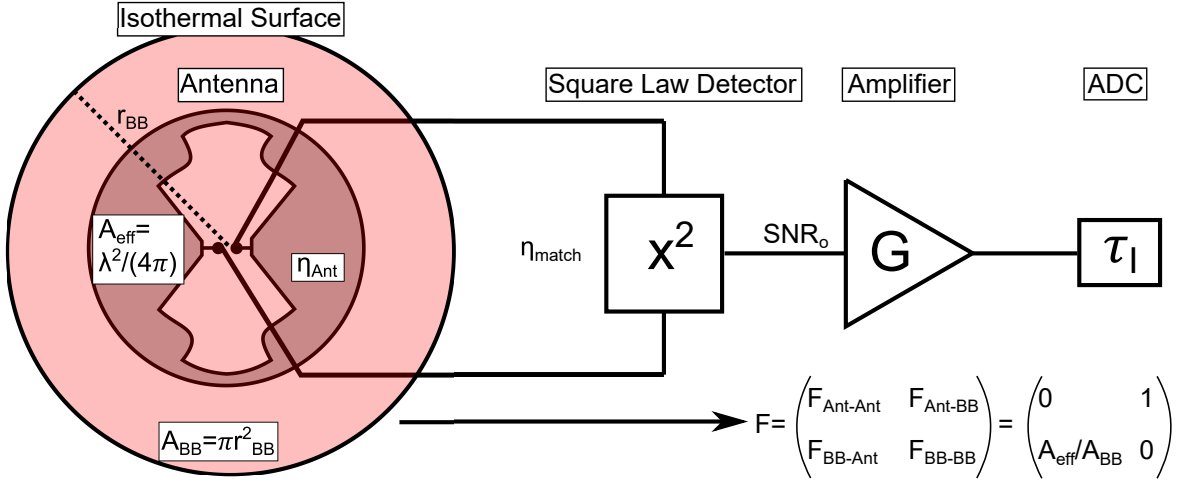 Isothermal Surface
Antenna
Square Law Detector
Amplifier
ADC
r_BB
A_eff=
λ²/(4π)
η_Ant
η_match
x²
SNR_o
G
τ_I
A_BB=πr²_BB
F= (F_Ant-Ant F_Ant-BB) = (0 1)
(F_BB-Ant F_BB-BB) (A_eff/A_BB 0)